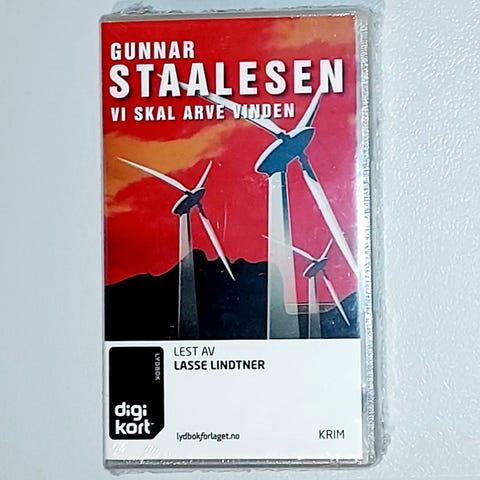 GUNNAR
STAALESEN
VI SKAL ARVE VINDEN
LEST AV
LASSE LINDTNER
LYDBOK
digi
kort
lydbokforlaget.no
KRIM